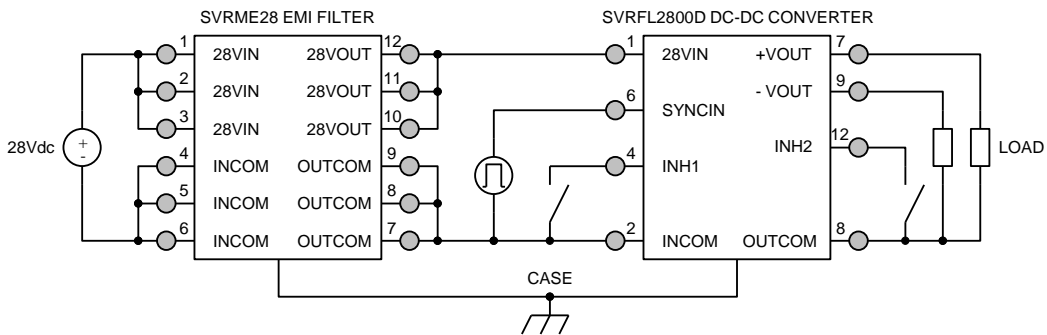 SVRME28 EMI FILTER
SVRFL2800D DC-DC CONVERTER
1 28VIN 28VOUT 12
1 28VIN +VOUT 7
2 28VIN 28VOUT 11
6 SYNCIN - VOUT 9
3 28VIN 28VOUT 10
28Vdc + -
4 INCOM OUTCOM 9
4 INH1 INH2 12
LOAD
5 INCOM OUTCOM 8
6 INCOM OUTCOM 7
2 INCOM OUTCOM 8
CASE